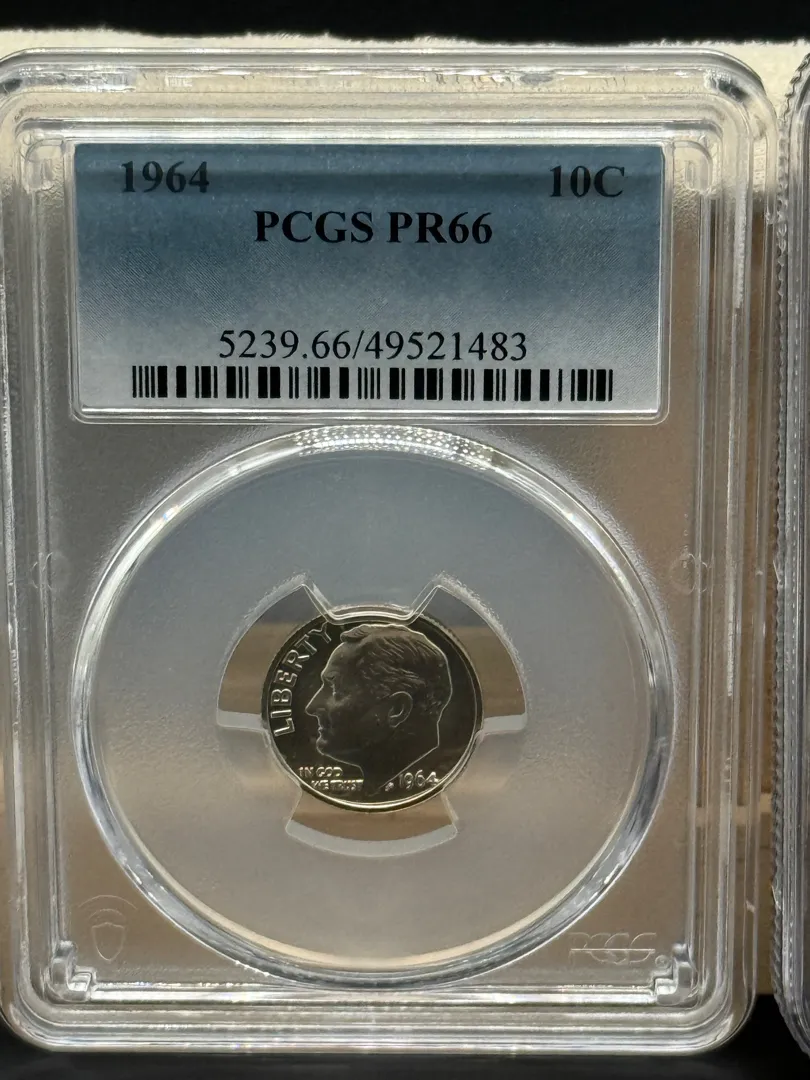 1964 10C
PCGS PR66
5239.66/49521483
LIBERTY
IN GOD
WE TRUST
1964
PCGS